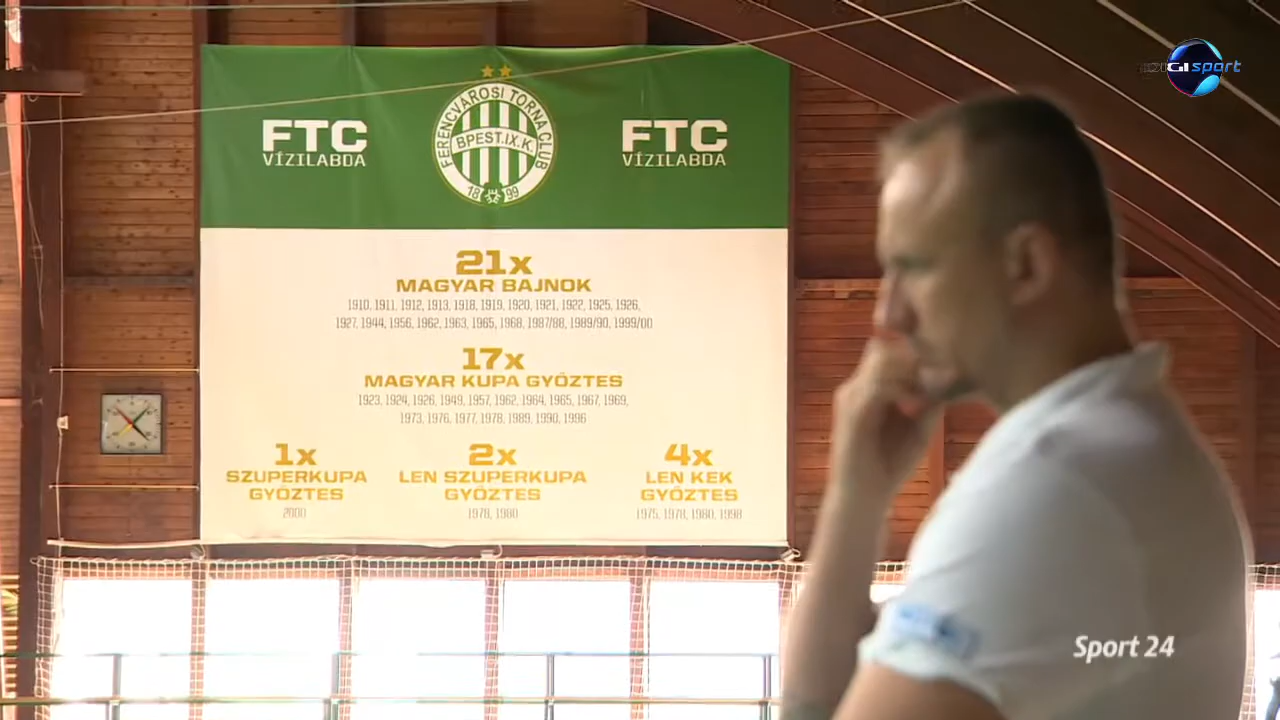 DIGI sport
FTC
VÍZILABDA
FERENCVÁROSI TORNA CLUB
BPEST.IX.K.
18 99
FTC
VÍZILABDA
21x
MAGYAR BAJNOK
1910, 1911, 1912, 1913, 1918, 1919, 1920, 1921, 1922, 1925, 1926,
1927, 1944, 1956, 1962, 1963, 1965, 1968, 1987/88, 1989/90, 1999/00
17x
MAGYAR KUPA GYŐZTES
1923, 1924, 1926, 1949, 1957, 1962, 1964, 1965, 1967, 1969,
1973, 1976, 1977, 1978, 1989, 1990, 1996
1x
SZUPERKUPA
GYŐZTES
2000
2x
LEN SZUPERKUPA
GYŐZTES
1978, 1980
4x
LEN KEK
GYŐZTES
1975, 1978, 1980, 1998
Sport 24